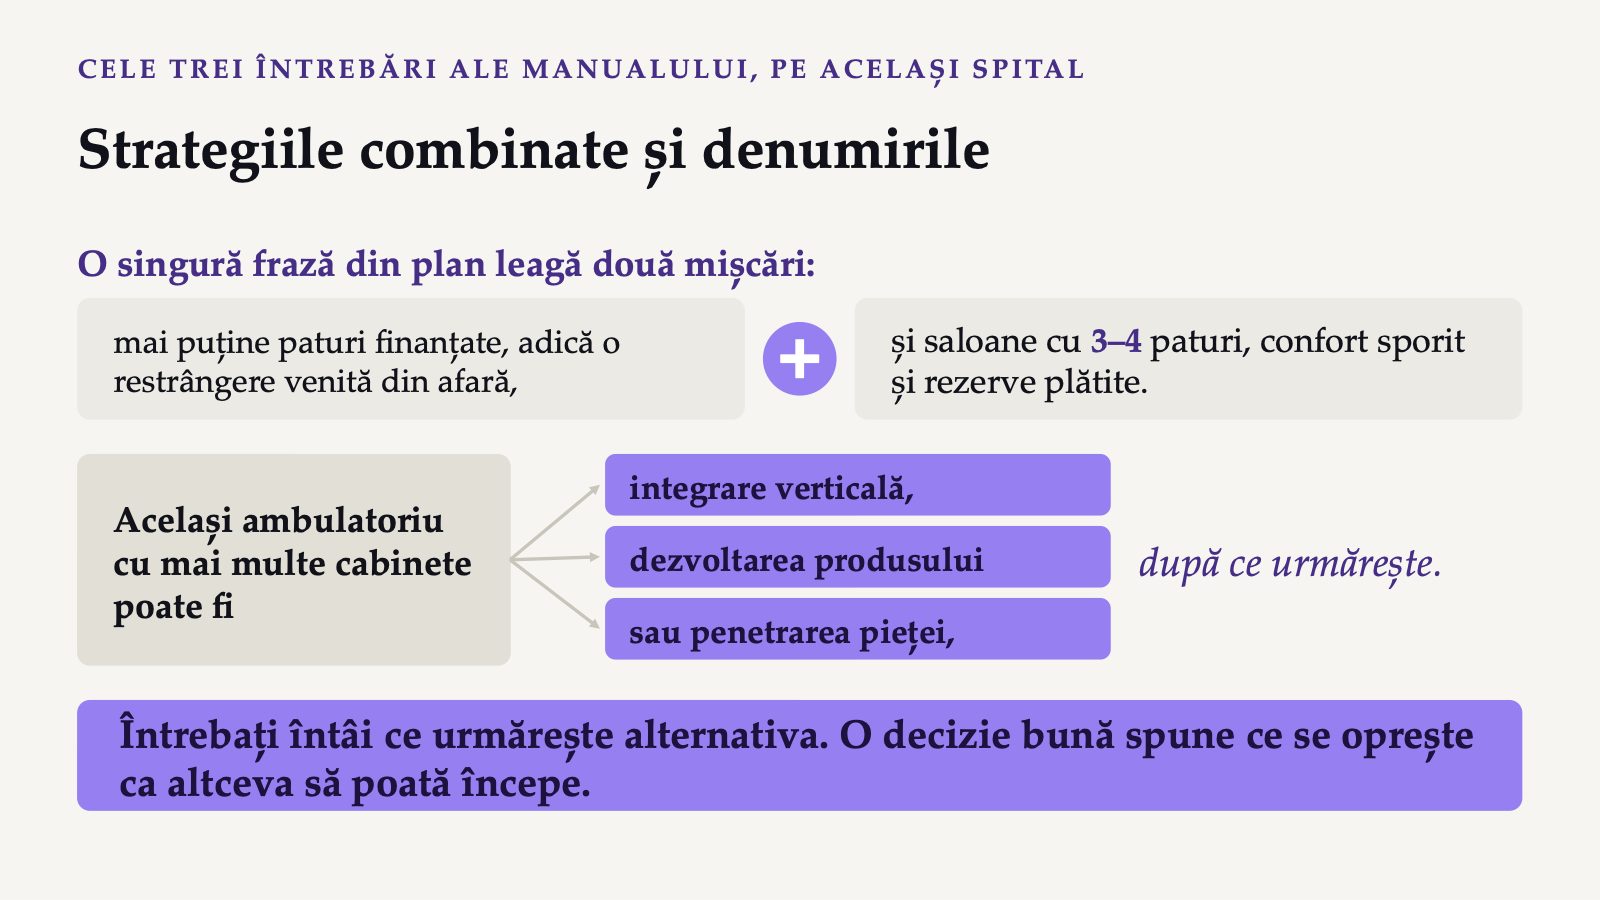 CELE TREI ÎNTREBĂRI ALE MANUALULUI, PE ACELAȘI SPITAL
Strategiile combinate și denumirile
O singură frază din plan leagă două mișcări:
mai puține paturi finanțate, adică o
restrângere venită din afară,
și saloane cu 3–4 paturi, confort sporit
și rezerve plătite.
Același ambulatoriu
cu mai multe cabinete
poate fi
integrare verticală,
dezvoltarea produsului
sau penetrarea pieței,
după ce urmărește.
Întrebați întâi ce urmărește alternativa. O decizie bună spune ce se oprește
ca altceva să poată începe.